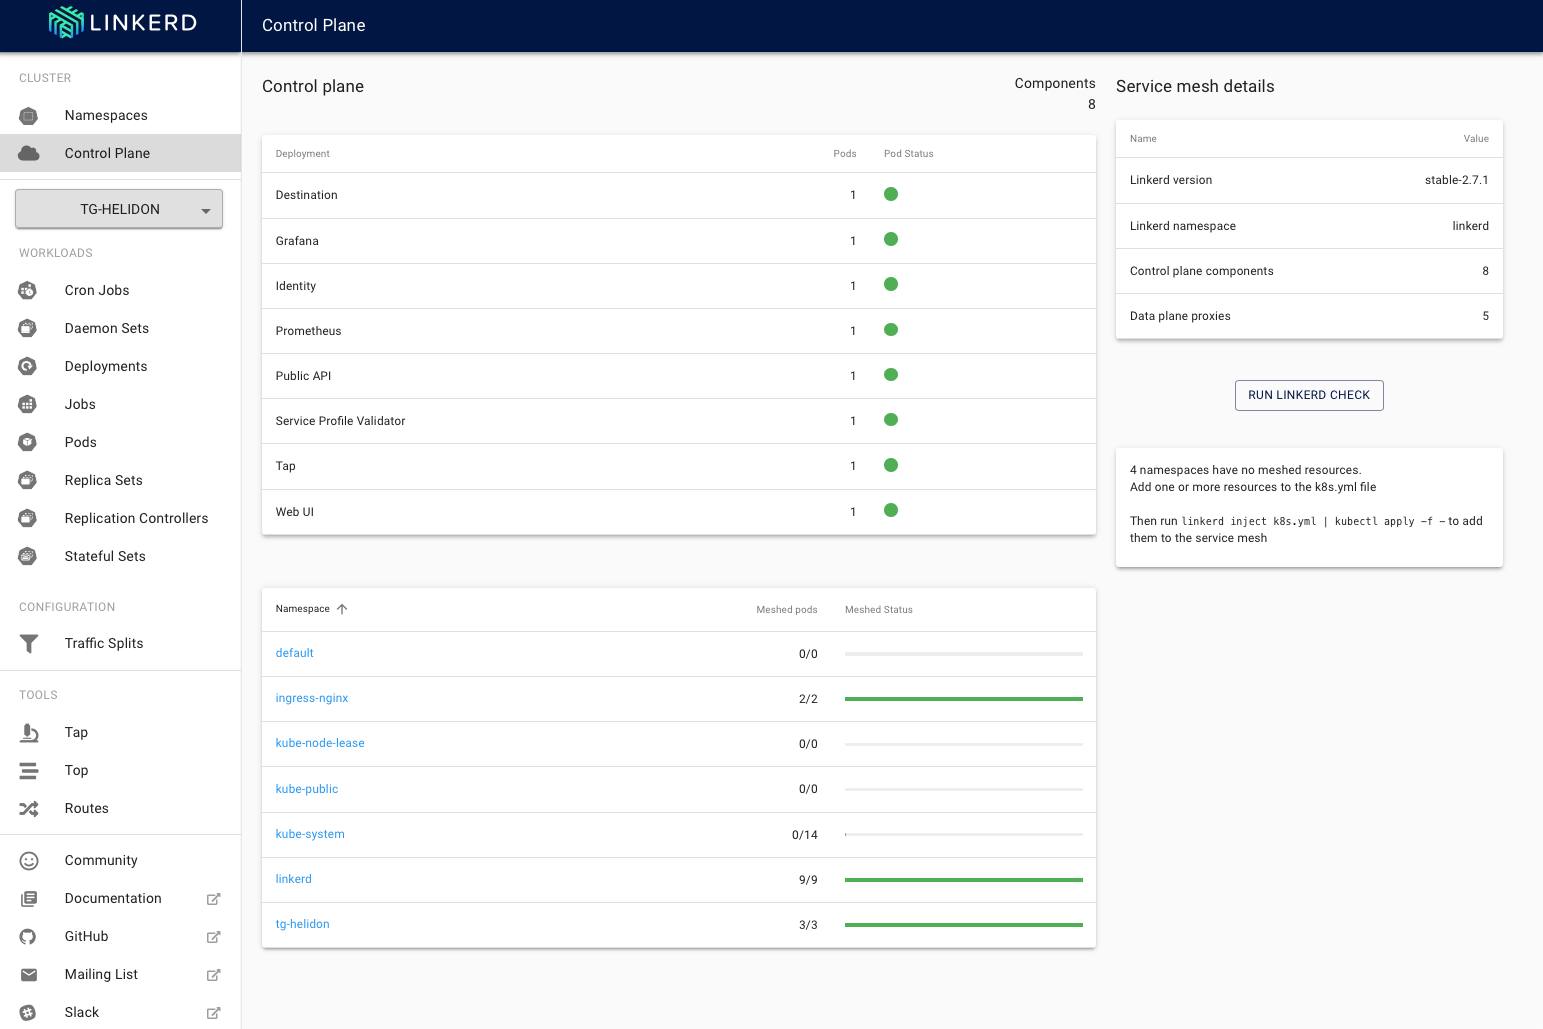 LINKERD
Control Plane
CLUSTER
Namespaces
Control Plane
TG-HELIDON
WORKLOADS
Cron Jobs
Daemon Sets
Deployments
Jobs
Pods
Replica Sets
Replication Controllers
Stateful Sets
CONFIGURATION
Traffic Splits
TOOLS
Tap
Top
Routes
Community
Documentation
GitHub
Mailing List
Slack
Control plane
Components
8
Deployment Pods Pod Status
Destination 1
Grafana 1
Identity 1
Prometheus 1
Public API 1
Service Profile Validator 1
Tap 1
Web UI 1
Namespace Meshed pods Meshed Status
default 0/0
ingress-nginx 2/2
kube-node-lease 0/0
kube-public 0/0
kube-system 0/14
linkerd 9/9
tg-helidon 3/3
Service mesh details
Name Value
Linkerd version stable-2.7.1
Linkerd namespace linkerd
Control plane components 8
Data plane proxies 5
RUN LINKERD CHECK
4 namespaces have no meshed resources.
Add one or more resources to the k8s.yml file
Then run linkerd inject k8s.yml | kubectl apply -f - to add
them to the service mesh